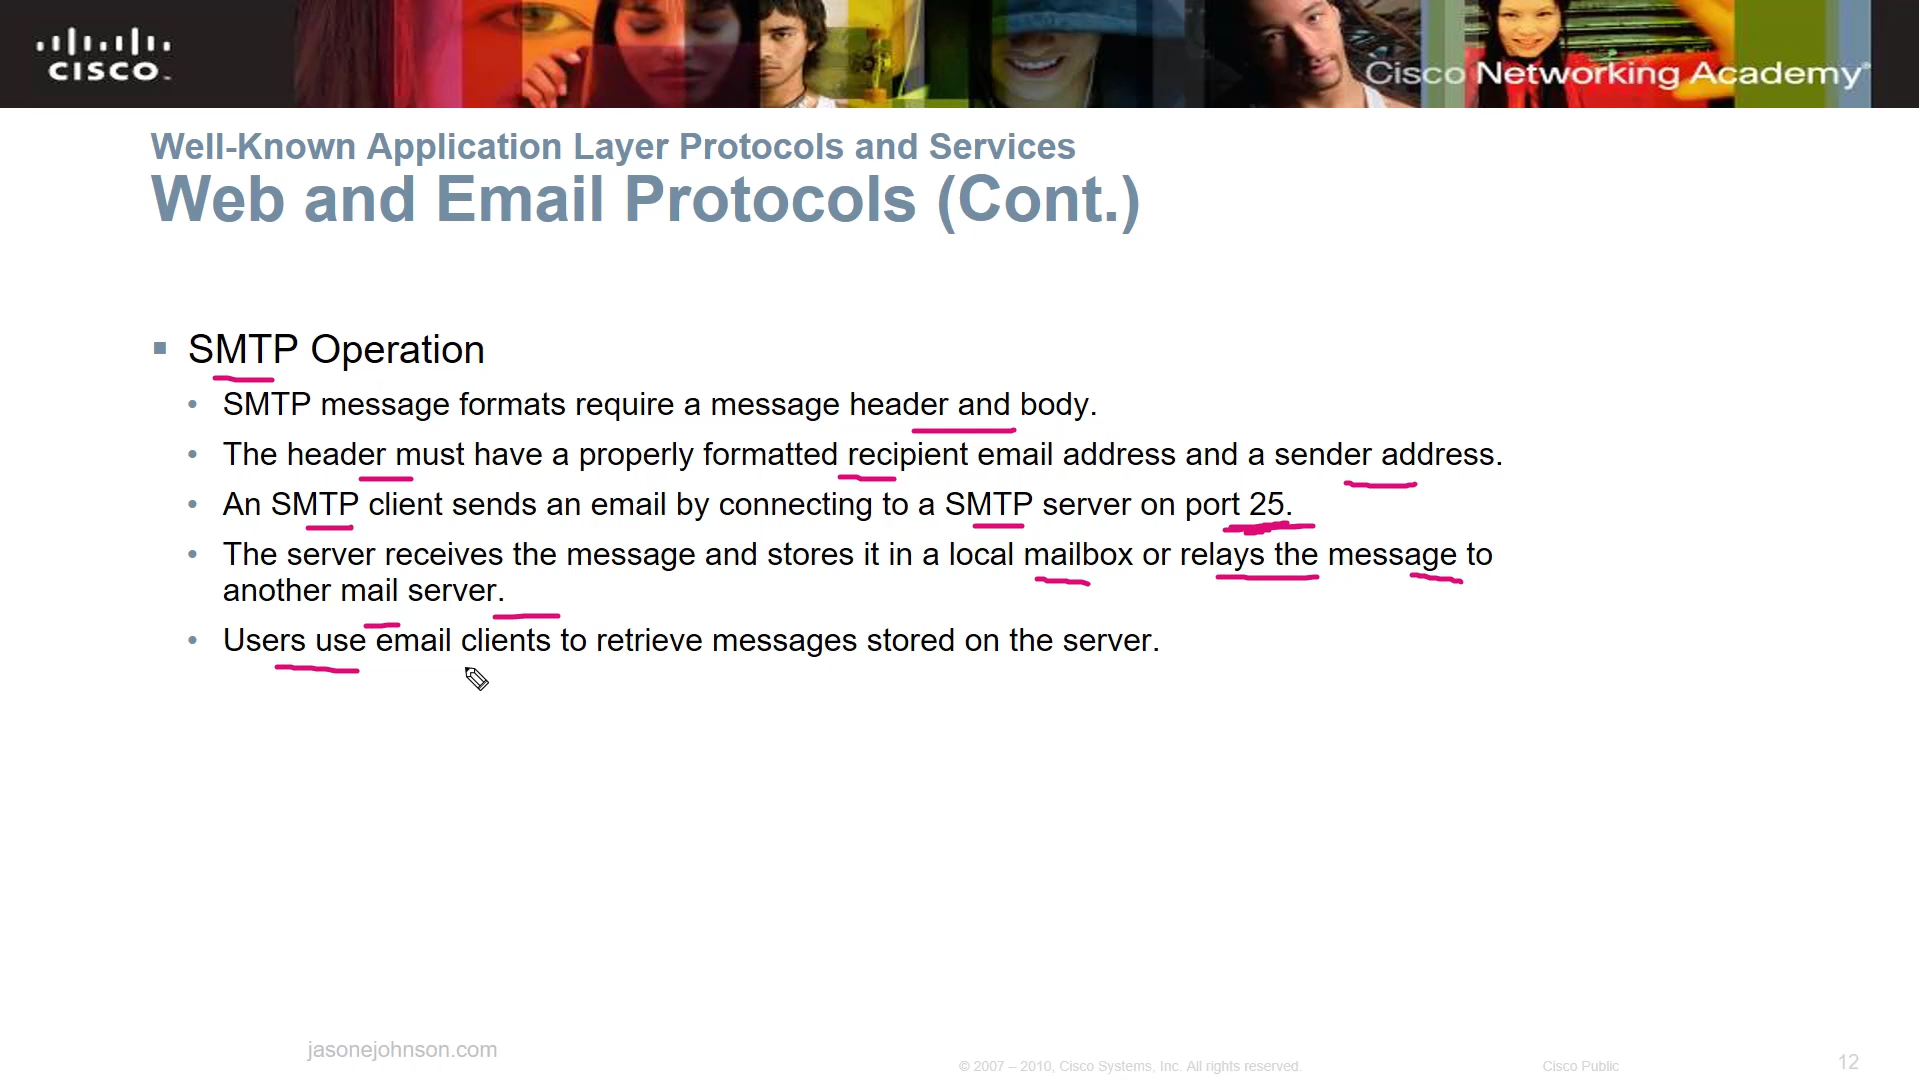 CISCO
Cisco Networking Academy®
Well-Known Application Layer Protocols and Services
Web and Email Protocols (Cont.)
▪ SMTP Operation
• SMTP message formats require a message header and body.
• The header must have a properly formatted recipient email address and a sender address.
• An SMTP client sends an email by connecting to a SMTP server on port 25.
• The server receives the message and stores it in a local mailbox or relays the message to
another mail server.
• Users use email clients to retrieve messages stored on the server.
jasonejohnson.com
© 2007 – 2010, Cisco Systems, Inc. All rights reserved.
Cisco Public
12